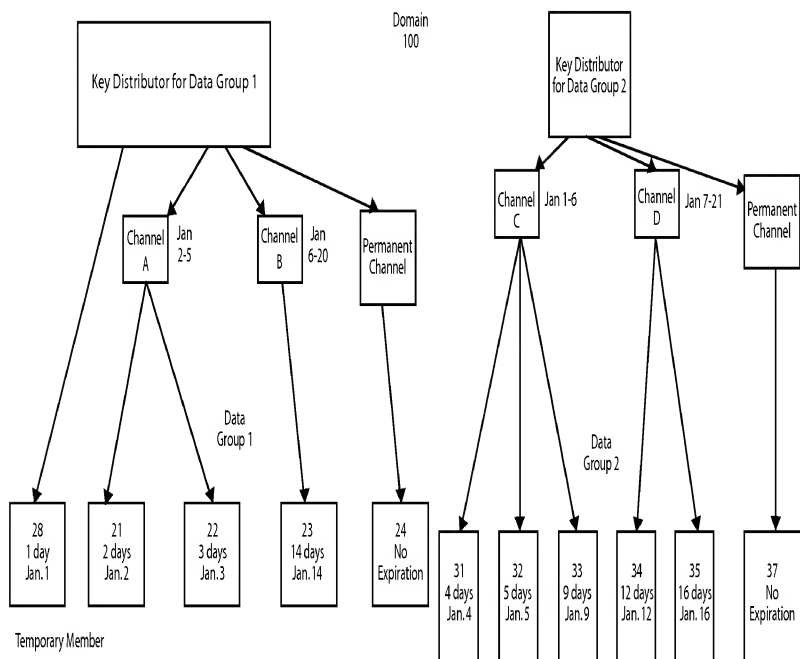 Domain
100
Key Distributor for Data Group 1
Key Distributor
for Data Group 2
Channel
A
Jan
2-5
Channel
B
Jan
6-20
Permanent
Channel
Channel
C
Jan 1-6
Channel
D
Jan 7-21
Permanent
Channel
Data
Group 1
Data
Group 2
28
1 day
Jan. 1
21
2 days
Jan. 2
22
3 days
Jan. 3
23
14 days
Jan. 14
24
No
Expiration
31
4 days
Jan. 4
32
5 days
Jan. 5
33
9 days
Jan. 9
34
12 days
Jan. 12
35
16 days
Jan. 16
37
No
Expiration
Temporary Member